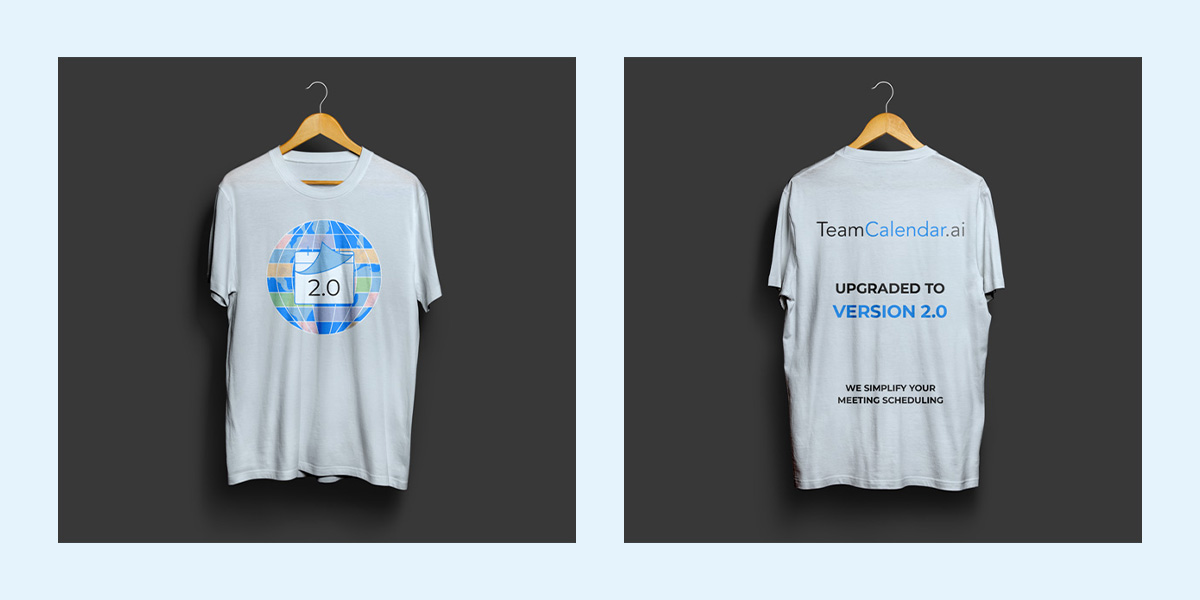 2.0
TeamCalendar.ai
UPGRADED TO
VERSION 2.0
WE SIMPLIFY YOUR
MEETING SCHEDULING